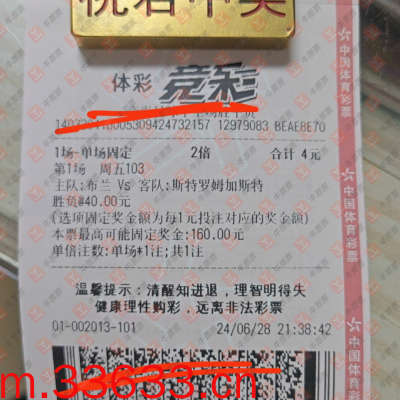 祝君中奖
体彩 竞彩
1场-单场固定 2倍 合计 4元
第1场 周五103
主队:布兰 Vs 客队:斯特罗姆加斯特
胜负#40.00元
(选项固定奖金额为每1元投注对应的奖金额)
本票最高可能固定奖金:160.00元
单倍注数:单场*1注;共1注
温馨提示：清醒知进退，理智明得失
健康理性购彩，远离非法彩票
01-002013-101 24/06/28 21:38:42
中国体育彩票
中国体育彩票
中国体育彩票
m.33633.cn